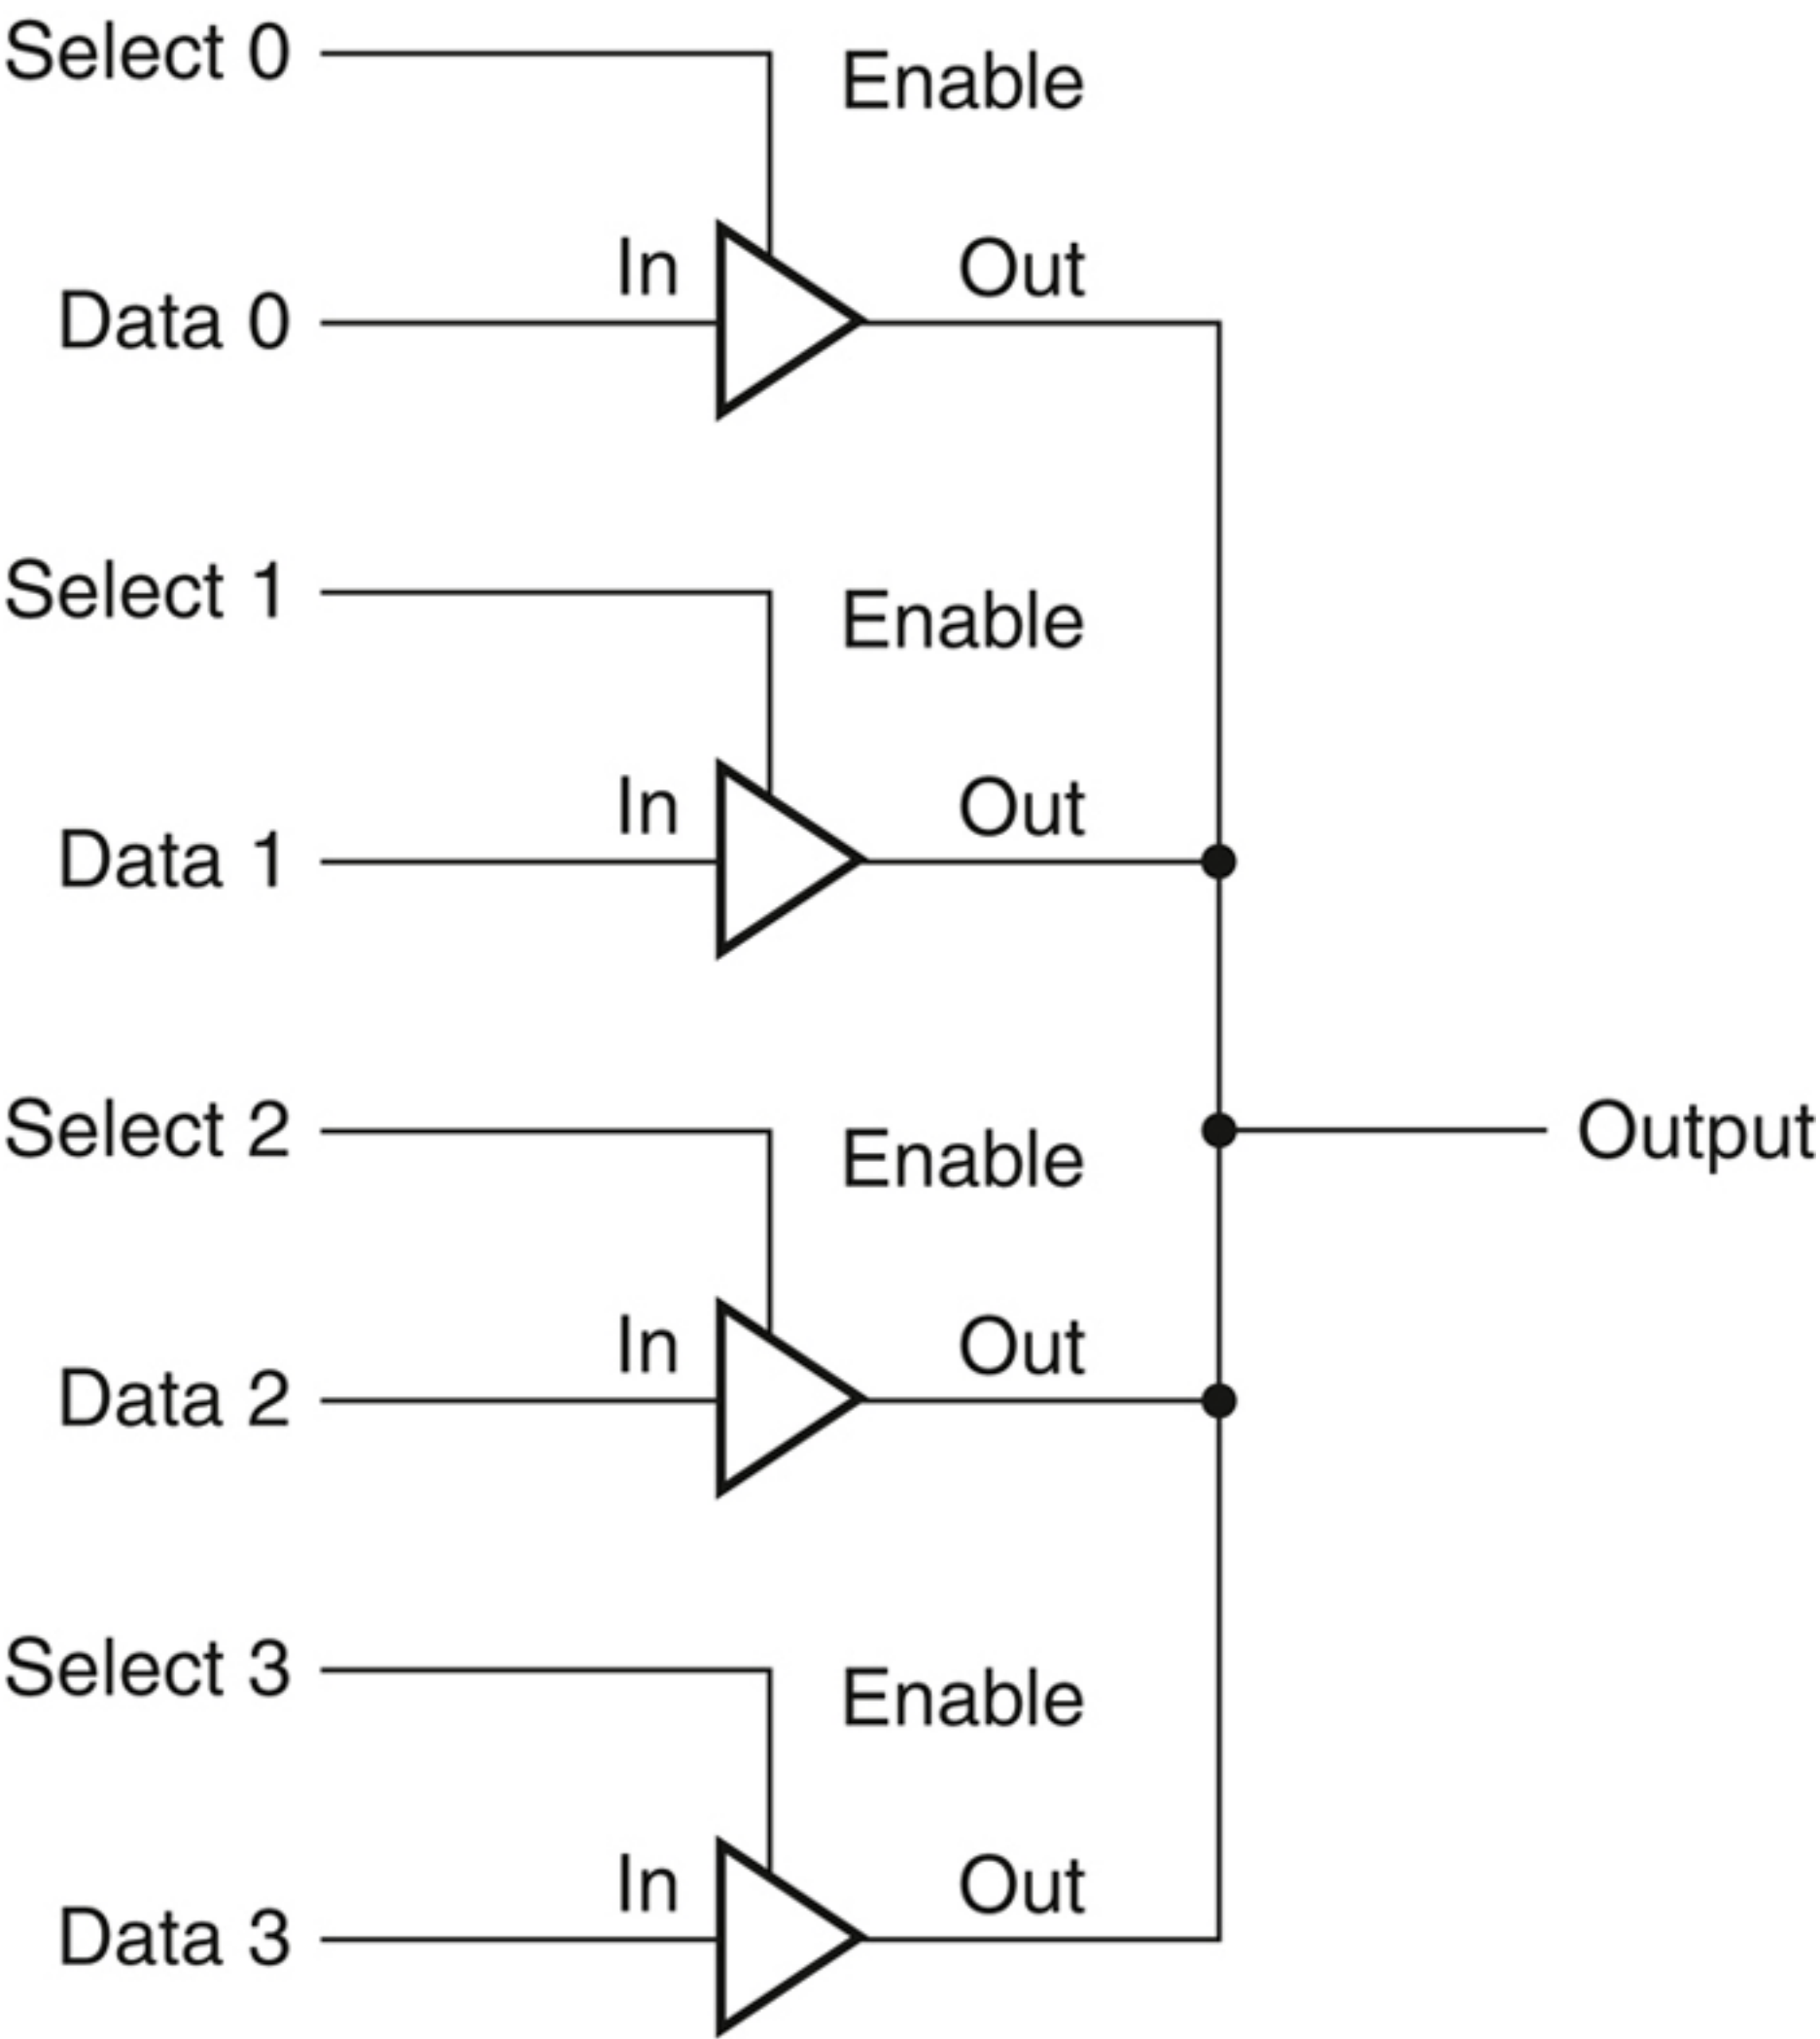 Select 0
Enable
In
Out
Data 0
Select 1
Enable
In
Out
Data 1
Select 2
Enable
Output
In
Out
Data 2
Select 3
Enable
In
Out
Data 3